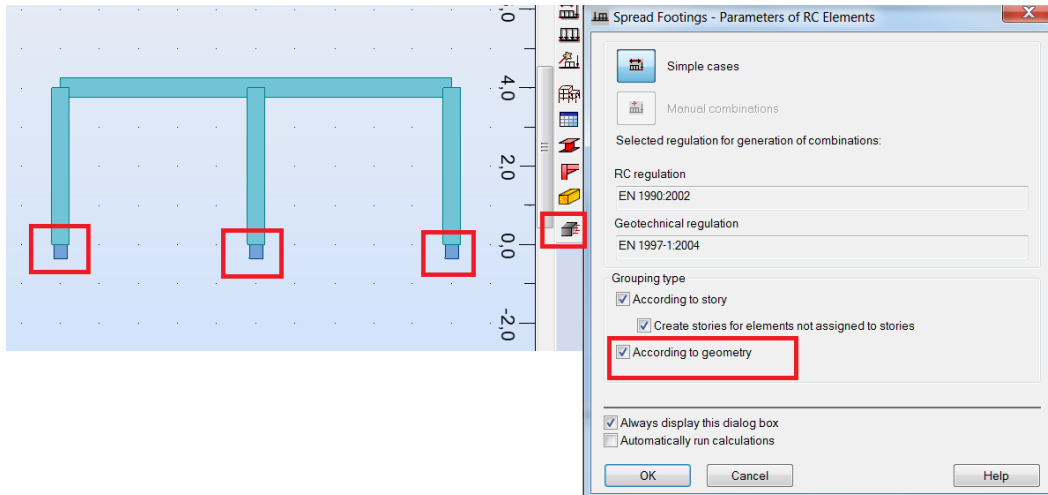 Spread Footings - Parameters of RC Elements
X
Simple cases
Manual combinations
Selected regulation for generation of combinations:
RC regulation
EN 1990:2002
Geotechnical regulation
EN 1997-1:2004
Grouping type
According to story
Create stories for elements not assigned to stories
According to geometry
Always display this dialog box
Automatically run calculations
OK
Cancel
Help
4,0
2,0
0,0
-2,0